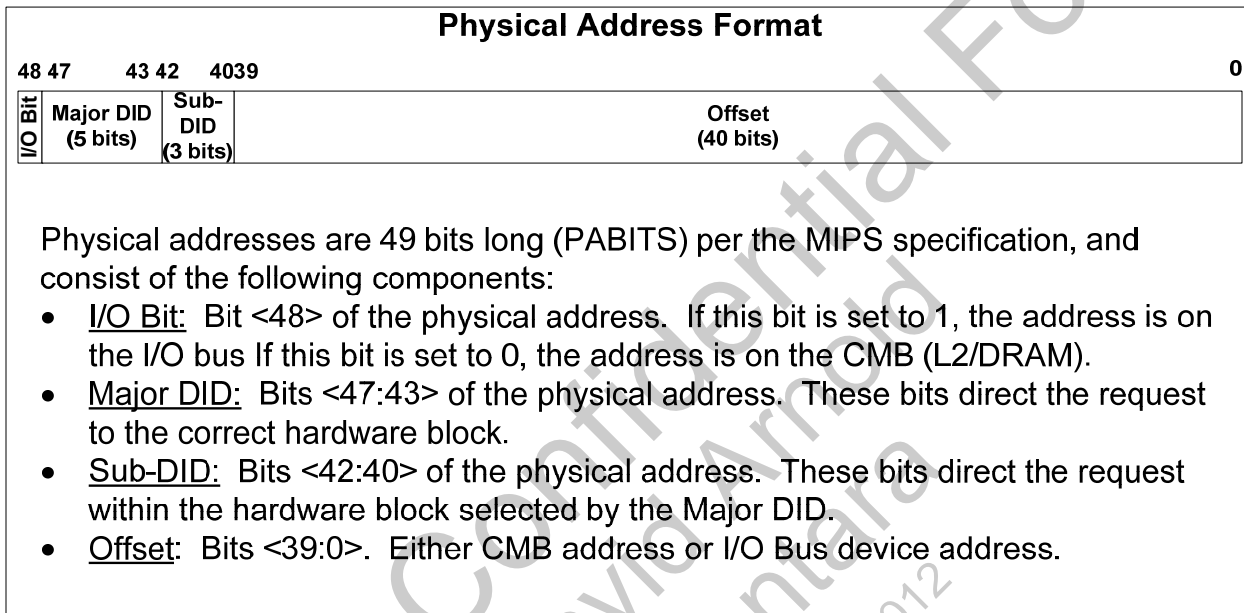 Physical Address Format
48 47 43 42 4039 0
I/O Bit
Major DID
(5 bits)
Sub-
DID
(3 bits)
Offset
(40 bits)
Physical addresses are 49 bits long (PABITS) per the MIPS specification, and
consist of the following components:
• I/O Bit: Bit <48> of the physical address. If this bit is set to 1, the address is on
the I/O bus If this bit is set to 0, the address is on the CMB (L2/DRAM).
• Major DID: Bits <47:43> of the physical address. These bits direct the request
to the correct hardware block.
• Sub-DID: Bits <42:40> of the physical address. These bits direct the request
within the hardware block selected by the Major DID.
• Offset: Bits <39:0>. Either CMB address or I/O Bus device address.
Confidential
Arnold
2012